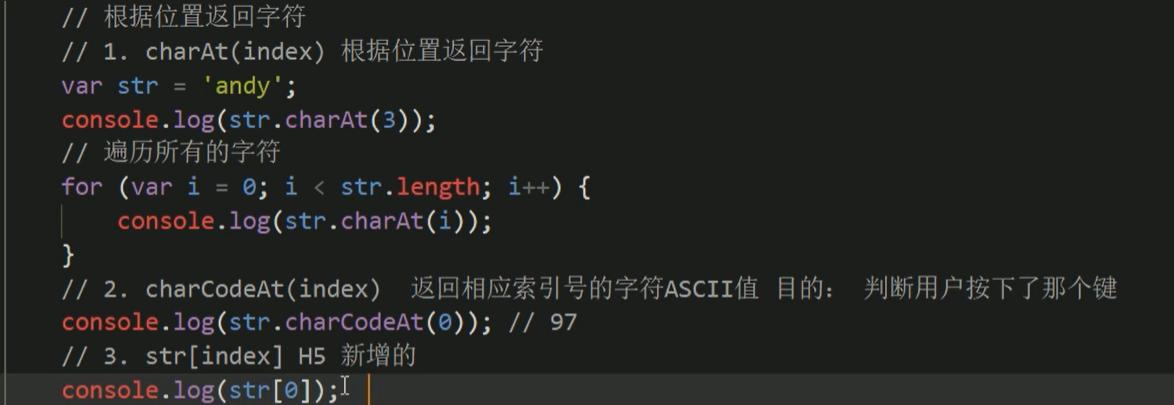 // 根据位置返回字符
// 1. charAt(index) 根据位置返回字符
var str = 'andy';
console.log(str.charAt(3));
// 遍历所有的字符
for (var i = 0; i < str.length; i++) {
    console.log(str.charAt(i));
}
// 2. charCodeAt(index)  返回相应索引号的字符ASCII值 目的： 判断用户按下了那个键
console.log(str.charCodeAt(0)); // 97
// 3. str[index] H5 新增的
console.log(str[0]);